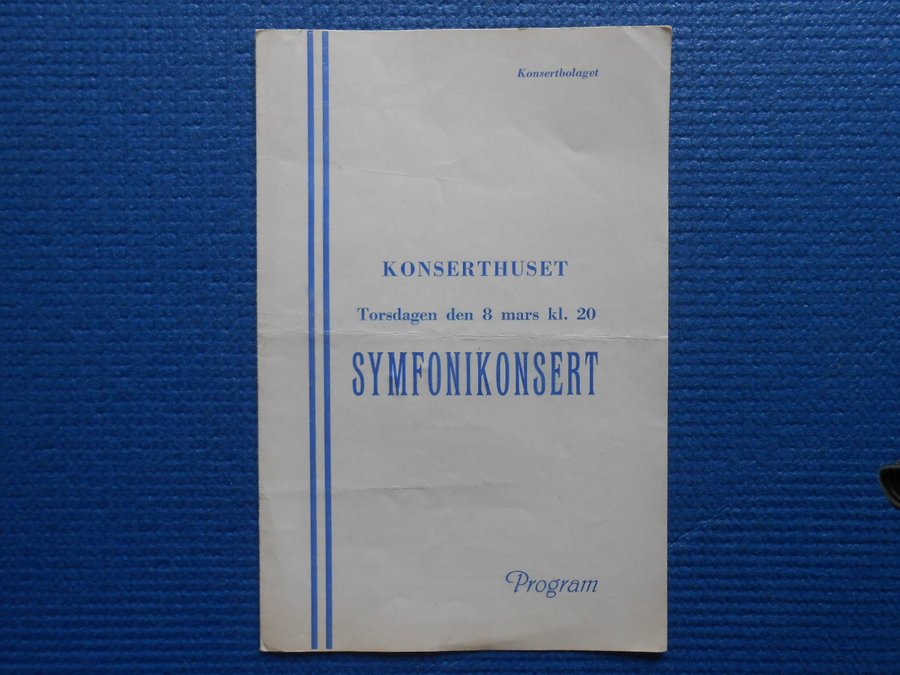 Konsertbolaget
KONSERTHUSET
Torsdagen den 8 mars kl. 20
SYMFONIKONSERT
Program